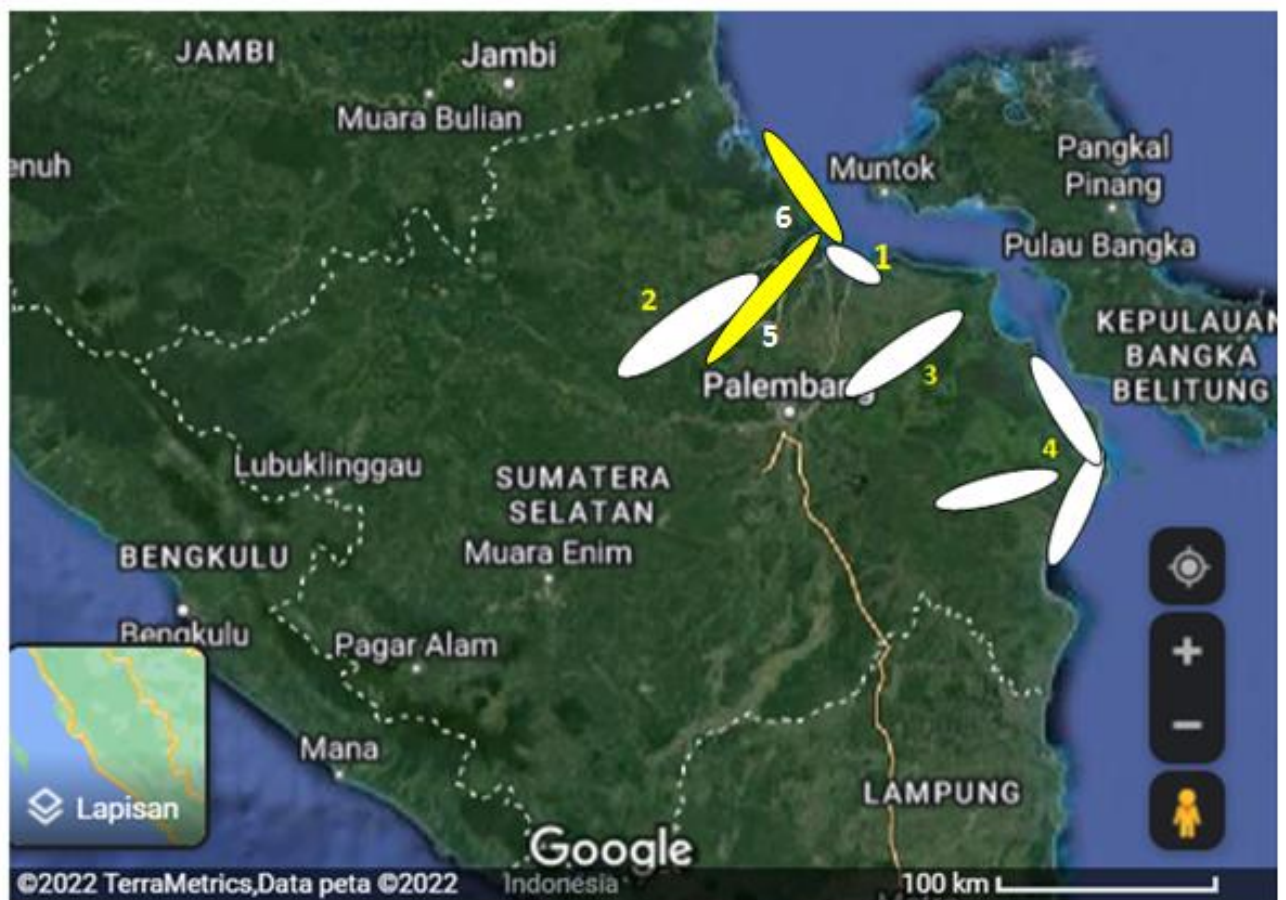 JAMBI
Jambi
Muara Bulian
enuh
Muntok
Pangkal
Pinang
6
1
Pulau Bangka
2
5
KEPULAUAN
BANGKA
BELITUNG
3
Palembang
4
Lubuklinggau
SUMATERA
SELATAN
BENGKULU
Muara Enim
Bengkulu
Pagar Alam
Mana
Lapisan
LAMPUNG
Google
©2022 TerraMetrics,Data peta ©2022
Indonesia
100 km